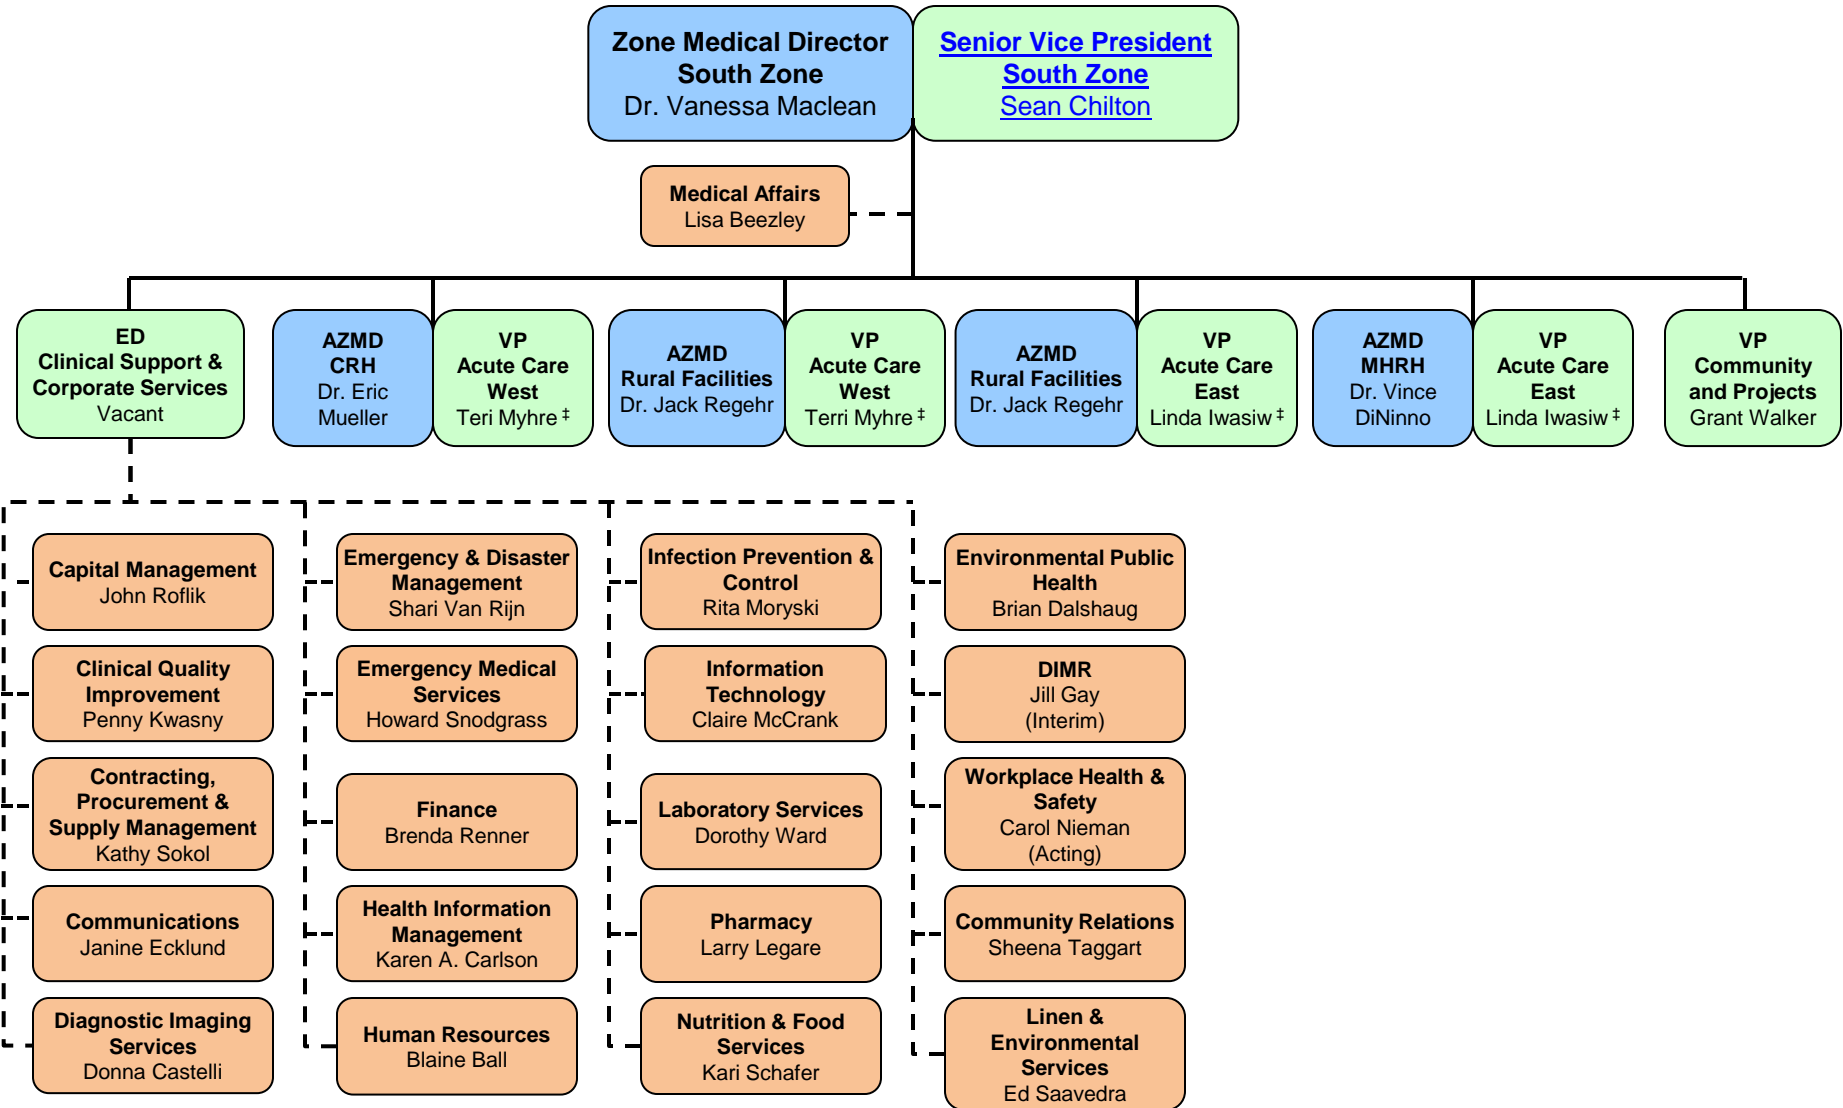 Zone Medical Director
South Zone
Dr. Vanessa Maclean
Senior Vice President
South Zone
Sean Chilton
Medical Affairs
Lisa Beezley
ED
Clinical Support &
Corporate Services
Vacant
AZMD
CRH
Dr. Eric
Mueller
VP
Acute Care
West
Teri Myhre ‡
AZMD
Rural Facilities
Dr. Jack Regehr
VP
Acute Care
West
Terri Myhre ‡
AZMD
Rural Facilities
Dr. Jack Regehr
VP
Acute Care
East
Linda Iwasiw ‡
AZMD
MHRH
Dr. Vince
DiNinno
VP
Acute Care
East
Linda Iwasiw ‡
VP
Community
and Projects
Grant Walker
Capital Management
John Roflik
Clinical Quality
Improvement
Penny Kwasny
Contracting,
Procurement &
Supply Management
Kathy Sokol
Communications
Janine Ecklund
Diagnostic Imaging
Services
Donna Castelli
Emergency & Disaster
Management
Shari Van Rijn
Emergency Medical
Services
Howard Snodgrass
Finance
Brenda Renner
Health Information
Management
Karen A. Carlson
Human Resources
Blaine Ball
Infection Prevention &
Control
Rita Moryski
Information
Technology
Claire McCrank
Laboratory Services
Dorothy Ward
Pharmacy
Larry Legare
Nutrition & Food
Services
Kari Schafer
Environmental Public
Health
Brian Dalshaug
DIMR
Jill Gay
(Interim)
Workplace Health &
Safety
Carol Nieman
(Acting)
Community Relations
Sheena Taggart
Linen &
Environmental
Services
Ed Saavedra